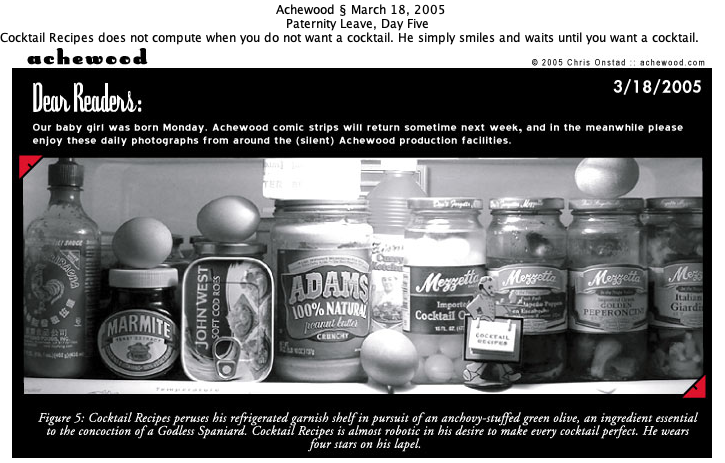 Achewood § March 18, 2005
Paternity Leave, Day Five
Cocktail Recipes does not compute when you do not want a cocktail. He simply smiles and waits until you want a cocktail.
achewood
© 2005 Chris Onstad :: achewood.com
3/18/2005
Dear Readers:
Our baby girl was born Monday. Achewood comic strips will return sometime next week, and in the meanwhile please
enjoy these daily photographs from around the (silent) Achewood production facilities.
MARMITE
YEAST EXTRACT
JOHN WEST
SOFT COD ROES
ADAMS
100% NATURAL
peanut butter
CRUNCHY
Mezzetta
Imported
Cocktail
COCKTAIL
RECIPES
Mezzetta
Mezzetta
GOLDEN
PEPERONCINI
Mezzetta
Italian
Temperature
Figure 5: Cocktail Recipes peruses his refrigerated garnish shelf in pursuit of an anchovy-stuffed green olive, an ingredient essential
to the concoction of a Godless Spaniard. Cocktail Recipes is almost robotic in his desire to make every cocktail perfect. He wears
four stars on his lapel.